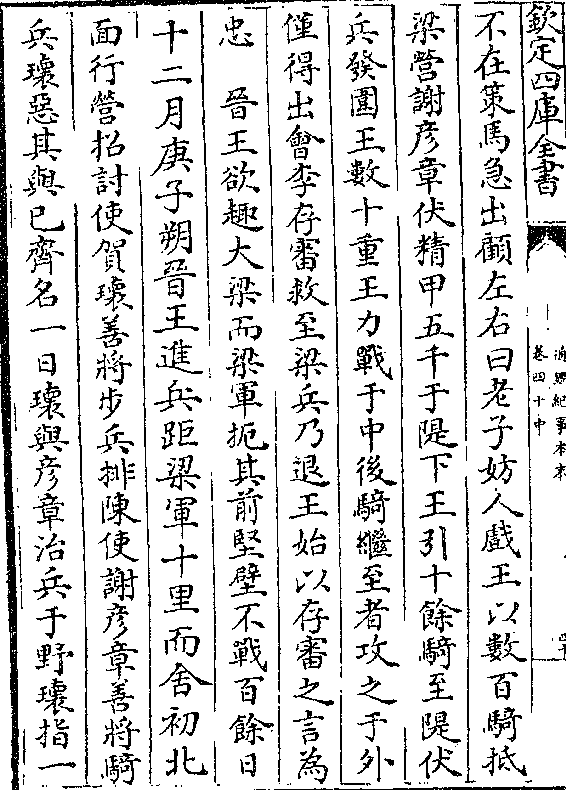 欽定四庫全書
通鑑紀事本末
卷四十中
不在策馬急出顧左右曰老子妨人戲王以數百騎抵
梁營謝彥章伏精甲五千于隄下王引十餘騎至隄伏
兵發圍王數十重王力戰于中後騎繼至者攻之于外
僅得出會李存審救至梁兵乃退王始以存審之言為
忠　晉王欲趣大梁而梁軍扼其前堅壁不戰百餘日
十二月庚子朔晉王進兵距梁軍十里而舍初北
面行營招討使賀瓌善將步兵排陳使謝彥章善將騎
兵瓌惡其與已齊名一日瓌與彥章治兵于野瓌指一